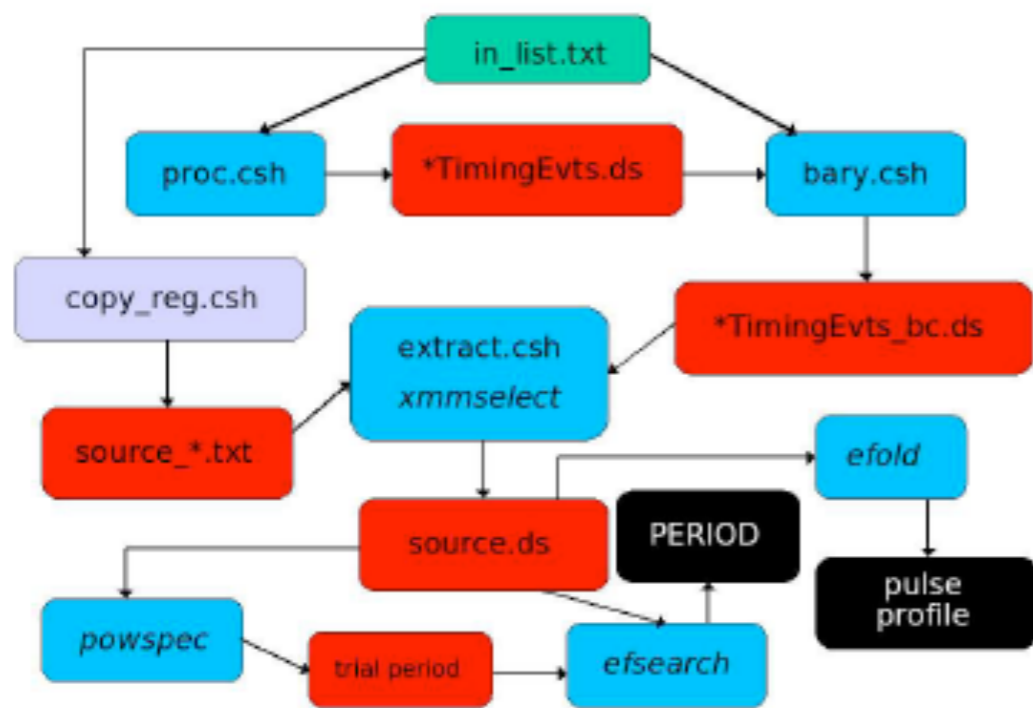 in_list.txt
proc.csh
*TimingEvts.ds
bary.csh
copy_reg.csh
extract.csh
xmmselect
*TimingEvts_bc.ds
source_*.txt
efold
source.ds
PERIOD
pulse
profile
powspec
trial period
efsearch